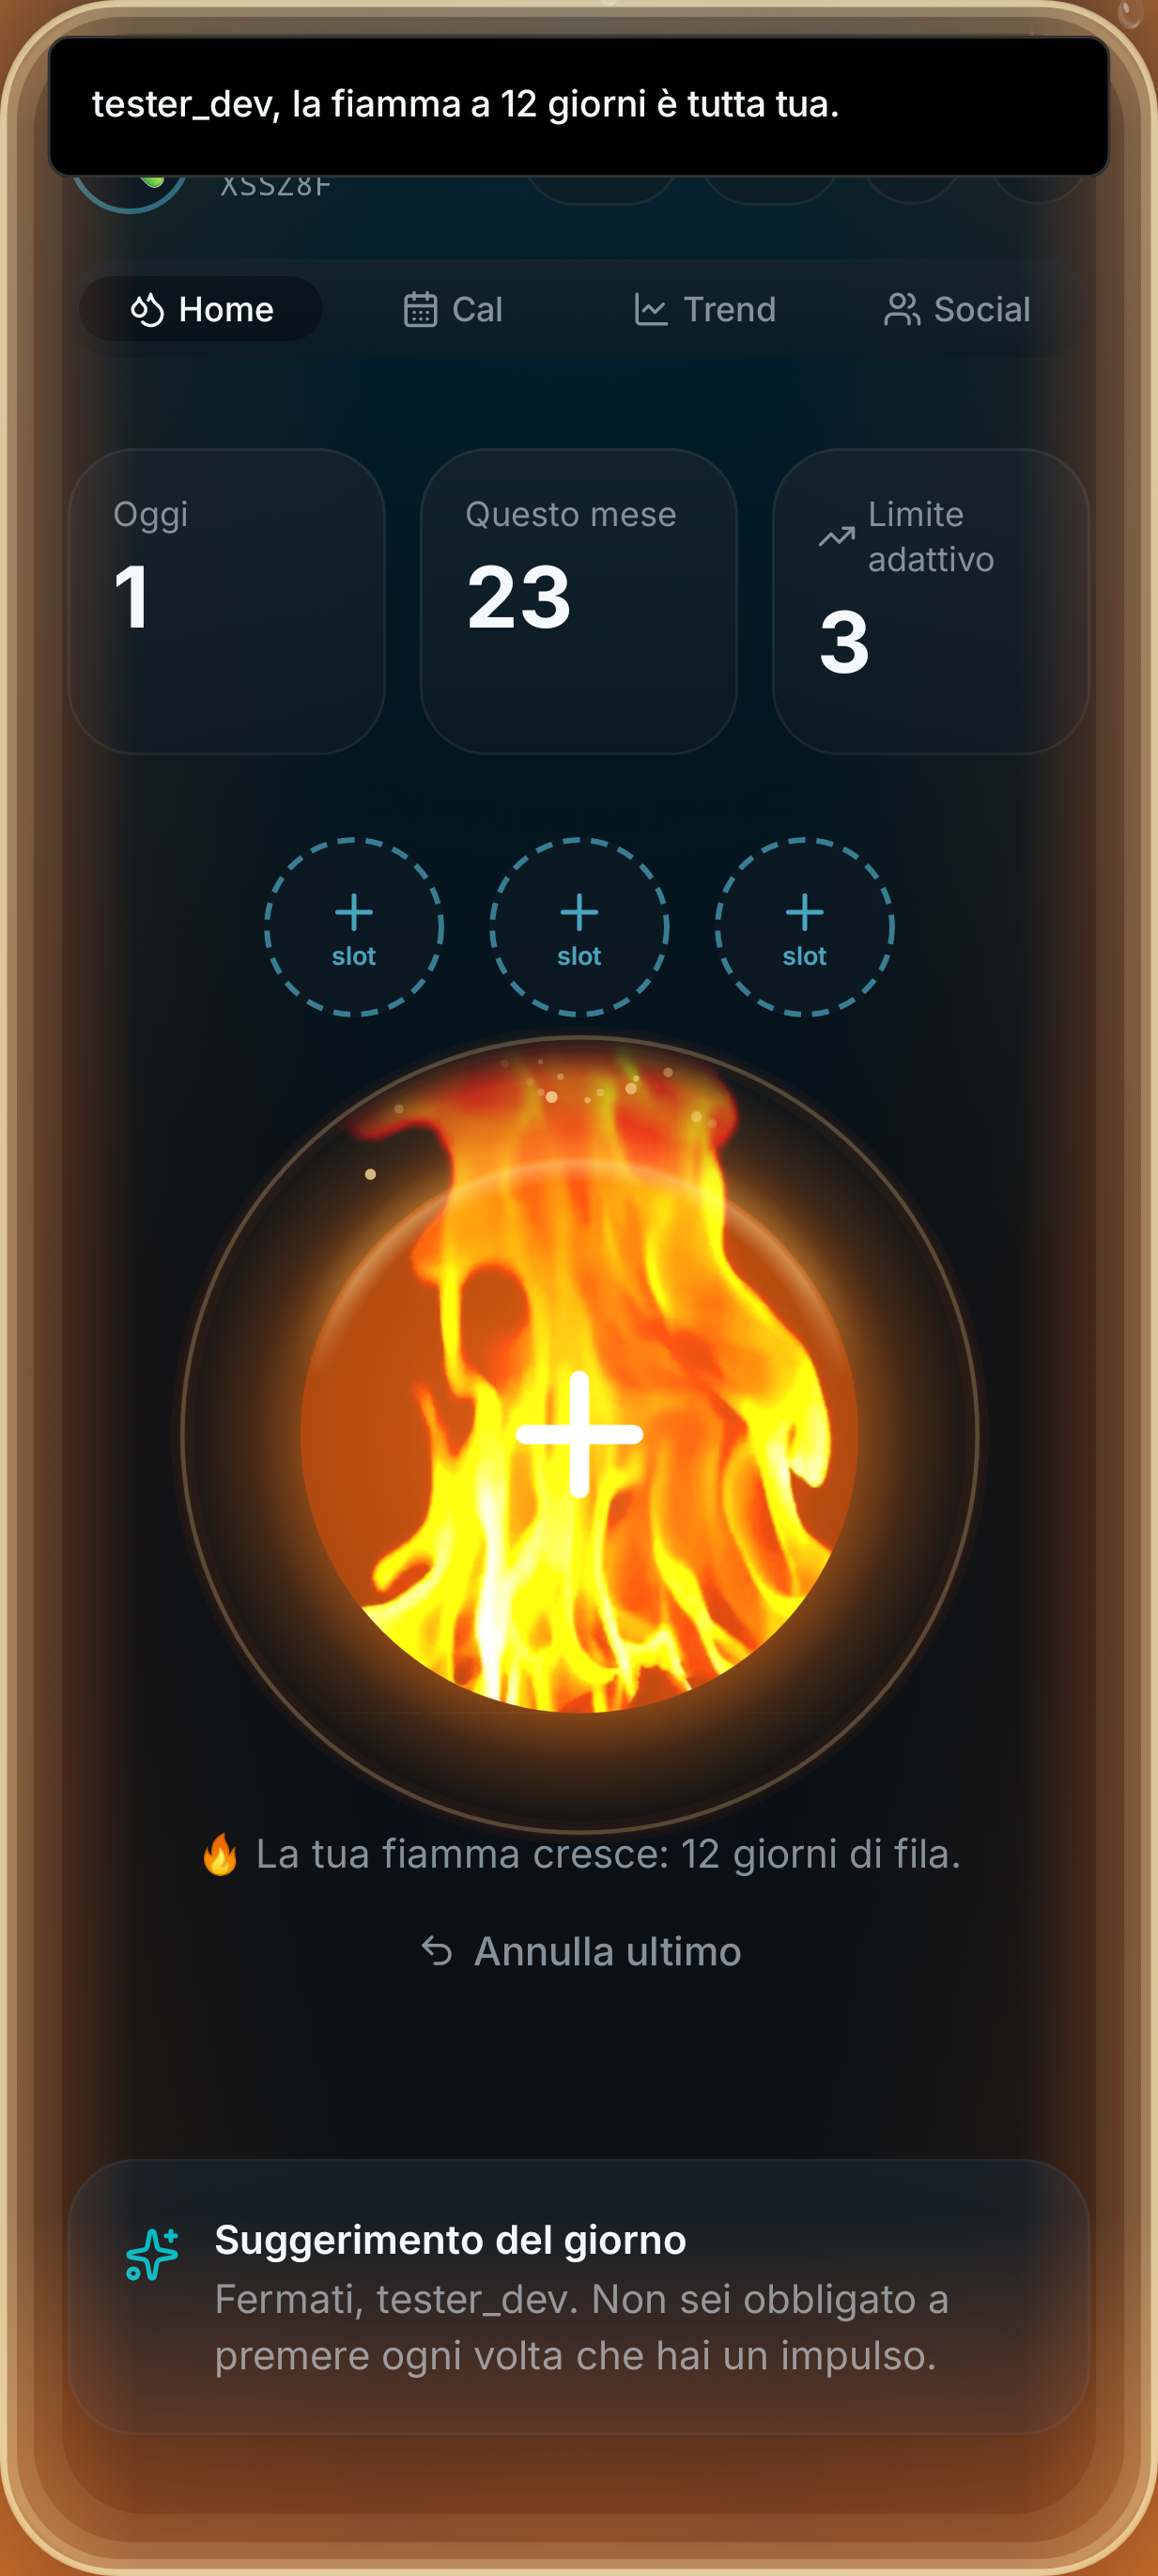 tester_dev, la fiamma a 12 giorni è tutta tua.
XSSZ8F
Home
Cal
Trend
Social
Oggi
1
Questo mese
23
Limite
adattivo
3
slot
slot
slot
🔥 La tua fiamma cresce: 12 giorni di fila.
Annulla ultimo
Suggerimento del giorno
Fermati, tester_dev. Non sei obbligato a
premere ogni volta che hai un impulso.